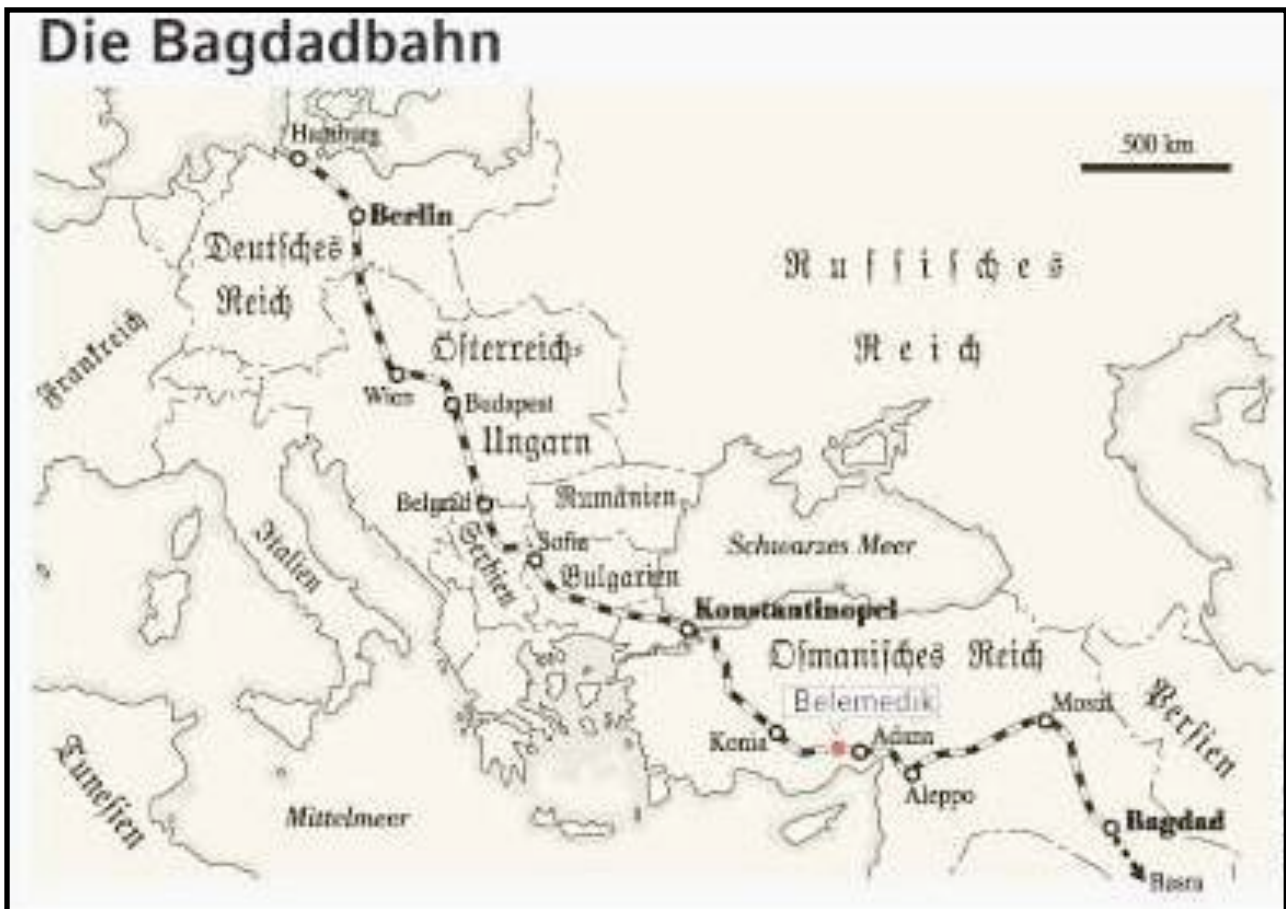 Die Bagdadbahn
Hamburg
500 km
Berlin
Deutsches
Reich
Russisches
Reich
Frankreich
Österreich-
Wien
Budapest
Ungarn
Belgrad
Rumänien
Italien
Serbien
Sofia
Bulgarien
Schwarzes Meer
Konstantinopel
Osmanisches Reich
Belemedik
Konia
Adana
Mosul
Persien
Aleppo
Tunesien
Mittelmeer
Bagdad
Basra